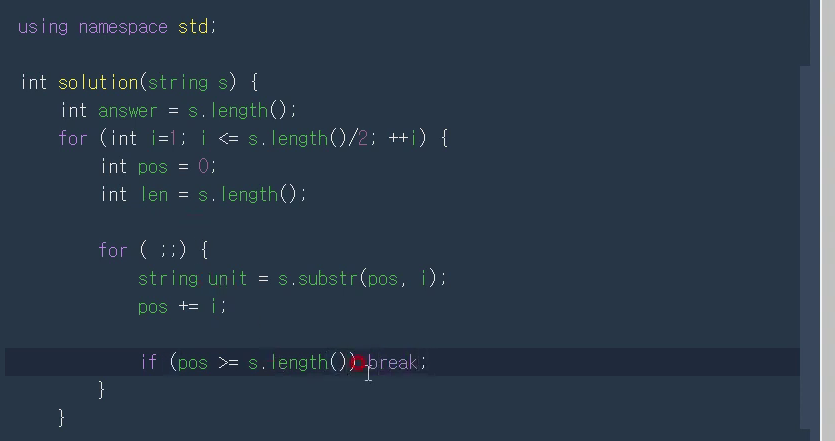 using namespace std;
int solution(string s) {
int answer = s.length();
for (int i=1; i <= s.length()/2; ++i) {
int pos = 0;
int len = s.length();
for ( ;;) {
string unit = s.substr(pos, i);
pos += i;
if (pos >= s.length()) break;
}
}